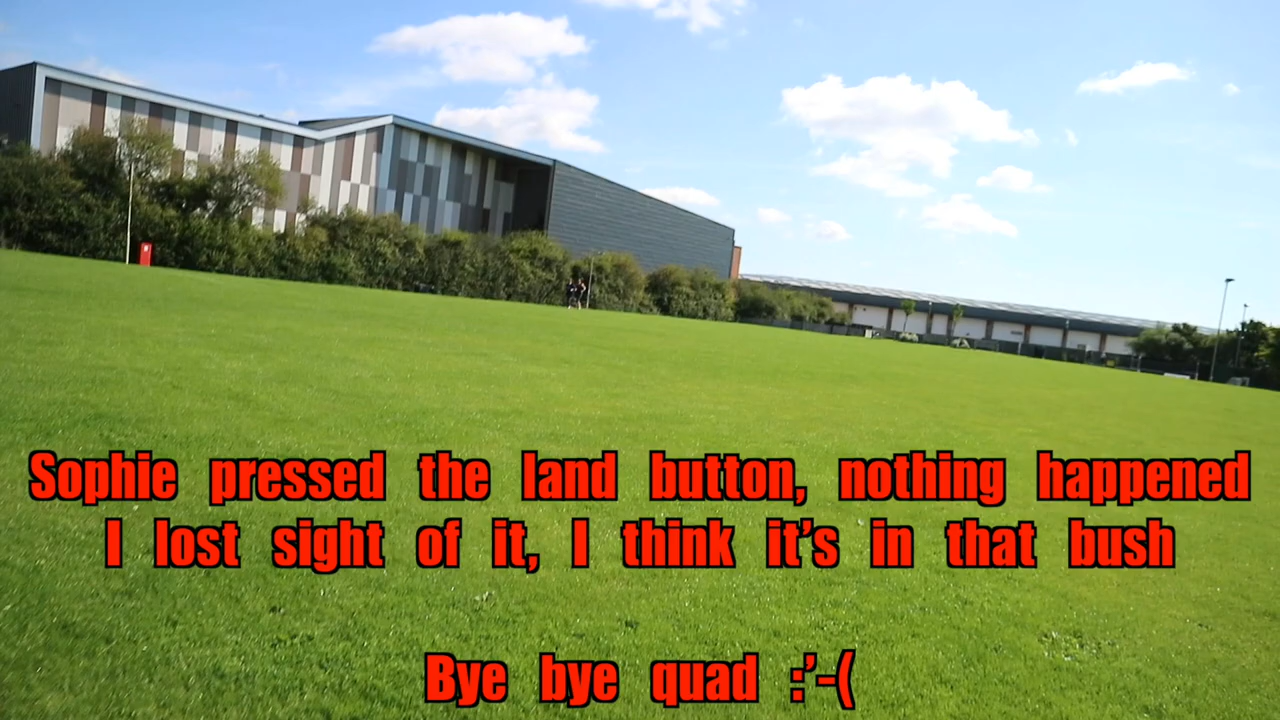 Sophie pressed the land button, nothing happened
I lost sight of it, I think it’s in that bush
Bye bye quad :’-(